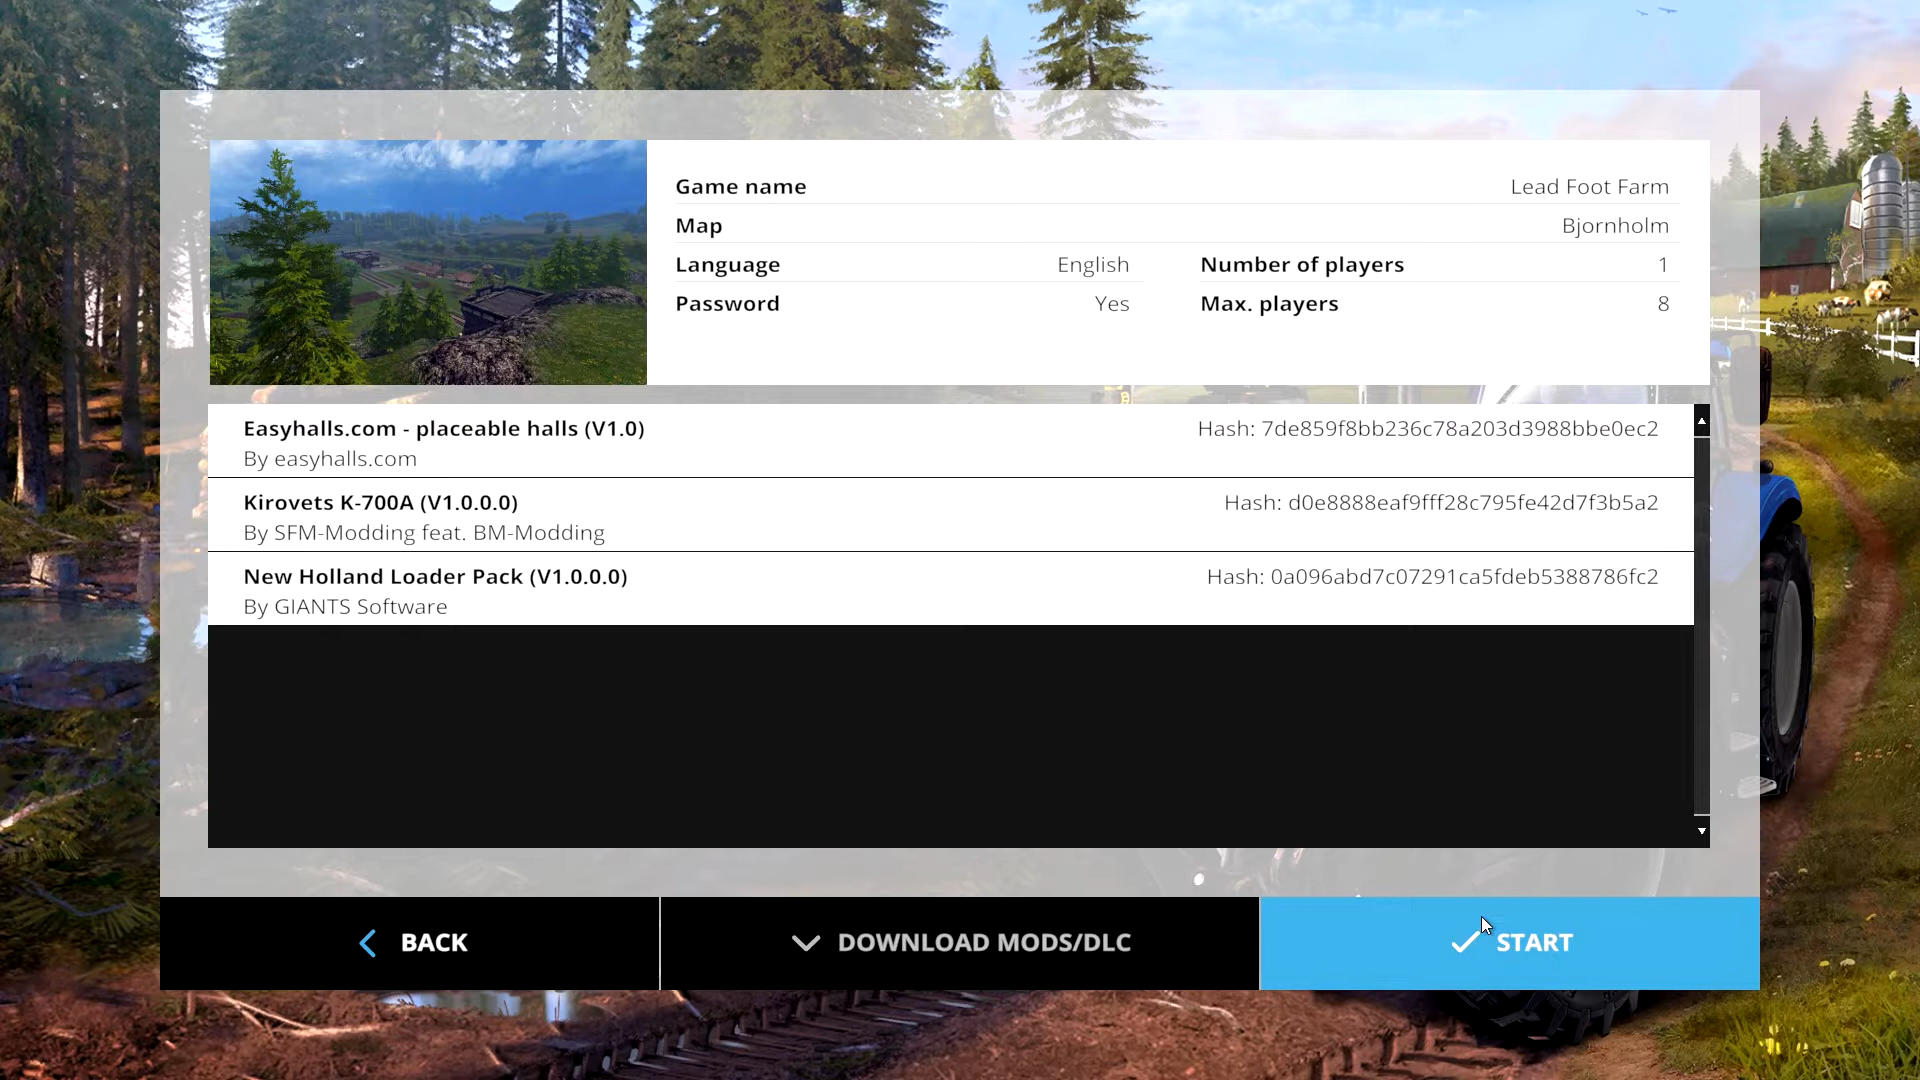 Game name Lead Foot Farm
Map Bjornholm
Language English Number of players 1
Password Yes Max. players 8
Easyhalls.com - placeable halls (V1.0) Hash: 7de859f8bb236c78a203d3988bbe0ec2
By easyhalls.com
Kirovets K-700A (V1.0.0.0) Hash: d0e8888eaf9fff28c795fe42d7f3b5a2
By SFM-Modding feat. BM-Modding
New Holland Loader Pack (V1.0.0.0) Hash: 0a096abd7c07291ca5fdeb5388786fc2
By GIANTS Software
BACK DOWNLOAD MODS/DLC START